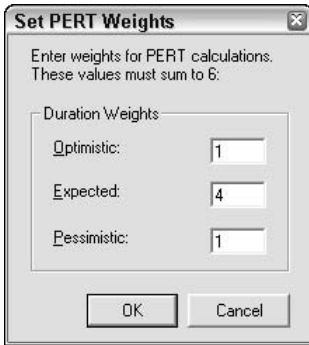 Set PERT Weights
Enter weights for PERT calculations.
These values must sum to 6:
Duration Weights
Optimistic: 1
Expected: 4
Pessimistic: 1
OK Cancel